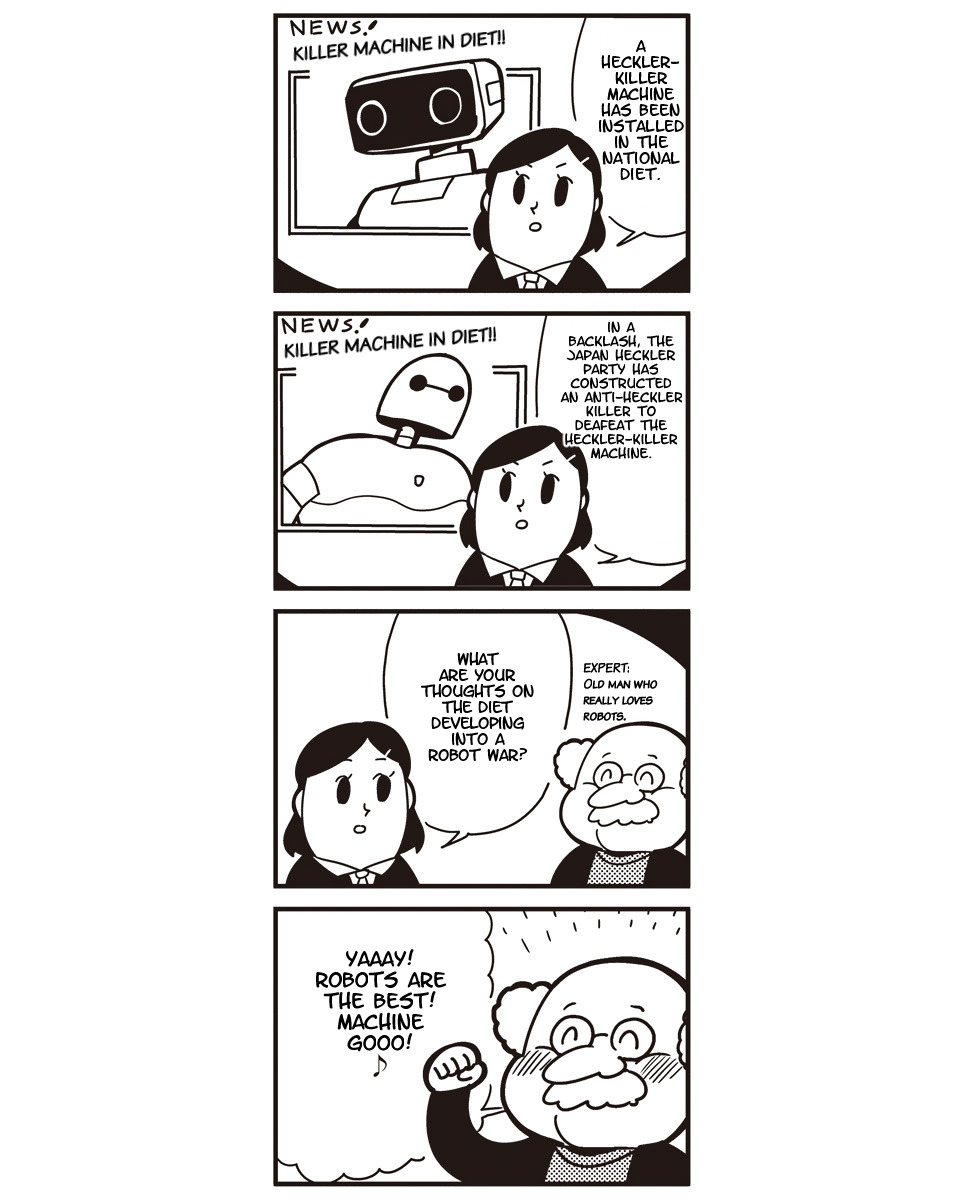 NEWS!
KILLER MACHINE IN DIET!!
A
HECKLER-
KILLER
MACHINE
HAS BEEN
INSTALLED
IN THE
NATIONAL
DIET.
NEWS!
KILLER MACHINE IN DIET!!
IN A
BACKLASH, THE
JAPAN HECKLER
PARTY HAS
CONSTRUCTED
AN ANTI-HECKLER
KILLER TO
DEAFEAT THE
HECKLER-KILLER
MACHINE.
WHAT
ARE YOUR
THOUGHTS ON
THE DIET
DEVELOPING
INTO A
ROBOT WAR?
EXPERT:
OLD MAN WHO
REALLY LOVES
ROBOTS.
YAAAY!
ROBOTS ARE
THE BEST!
MACHINE
GOOO!
♪